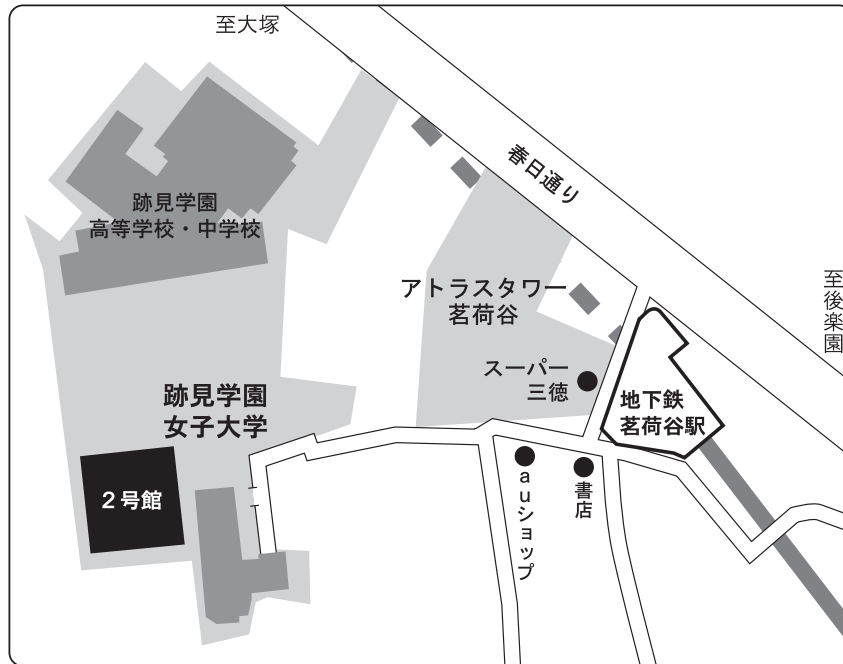 至大塚
春日通り
跡見学園
高等学校・中学校
アトラスタワー
茗荷谷
至後楽園
スーパー
三徳
地下鉄
茗荷谷駅
跡見学園
女子大学
２号館
auショップ
書店